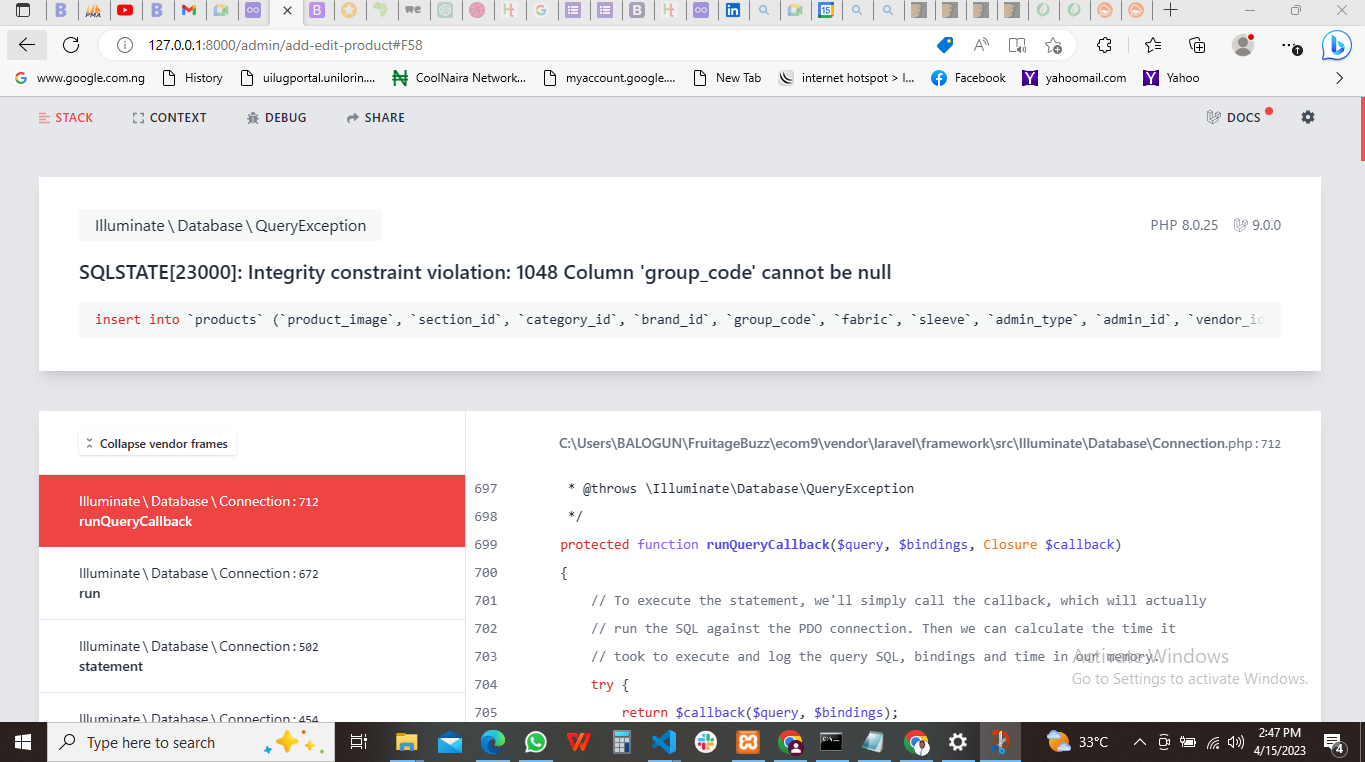 127.0.0.1:8000/admin/add-edit-product#F58
www.google.com.ng History uilugportal.unilorin.... CoolNaira Network... myaccount.google.... New Tab internet hotspot > I... Facebook yahoomail.com Yahoo
STACK CONTEXT DEBUG SHARE DOCS
Illuminate \ Database \ QueryException PHP 8.0.25 9.0.0
SQLSTATE[23000]: Integrity constraint violation: 1048 Column 'group_code' cannot be null
insert into `products` (`product_image`, `section_id`, `category_id`, `brand_id`, `group_code`, `fabric`, `sleeve`, `admin_type`, `admin_id`, `vendor_id
Collapse vendor frames
C:\Users\BALOGUN\FruitageBuzz\ecom9\vendor\laravel\framework\src\Illuminate\Database\Connection.php:712
Illuminate \ Database \ Connection:712
runQueryCallback
Illuminate \ Database \ Connection:672
run
Illuminate \ Database \ Connection:502
statement
Illuminate \ Database \ Connection:454
697 * @throws \Illuminate\Database\QueryException
698 */
699 protected function runQueryCallback($query, $bindings, Closure $callback)
700 {
701 // To execute the statement, we'll simply call the callback, which will actually
702 // run the SQL against the PDO connection. Then we can calculate the time it
703 // took to execute and log the query SQL, bindings and time in our memory.
704 try {
705 return $callback($query, $bindings);
Activate Windows
Go to Settings to activate Windows.
Type here to search
33°C
2:47 PM
4/15/2023
4